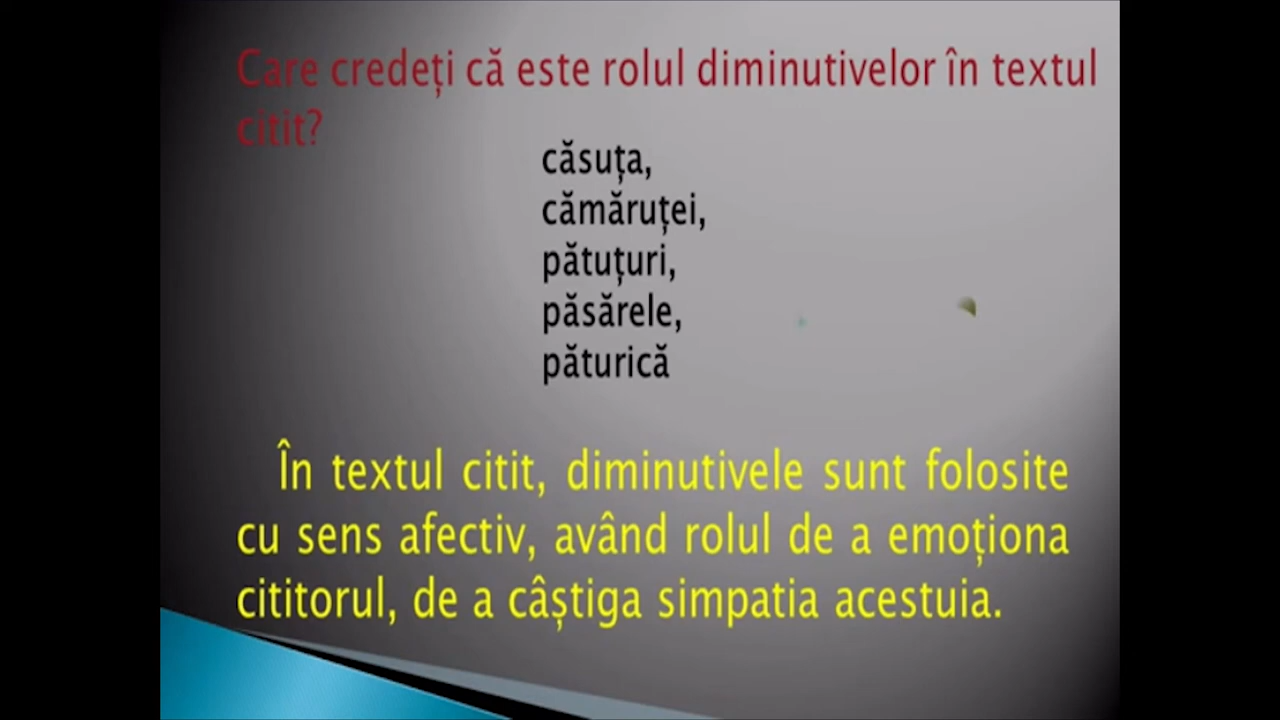 Care credeți că este rolul diminutivelor în textul
citit?
căsuța,
cămăruței,
pătuțuri,
păsărele,
păturică
În textul citit, diminutivele sunt folosite
cu sens afectiv, având rolul de a emoționa
cititorul, de a câștiga simpatia acestuia.